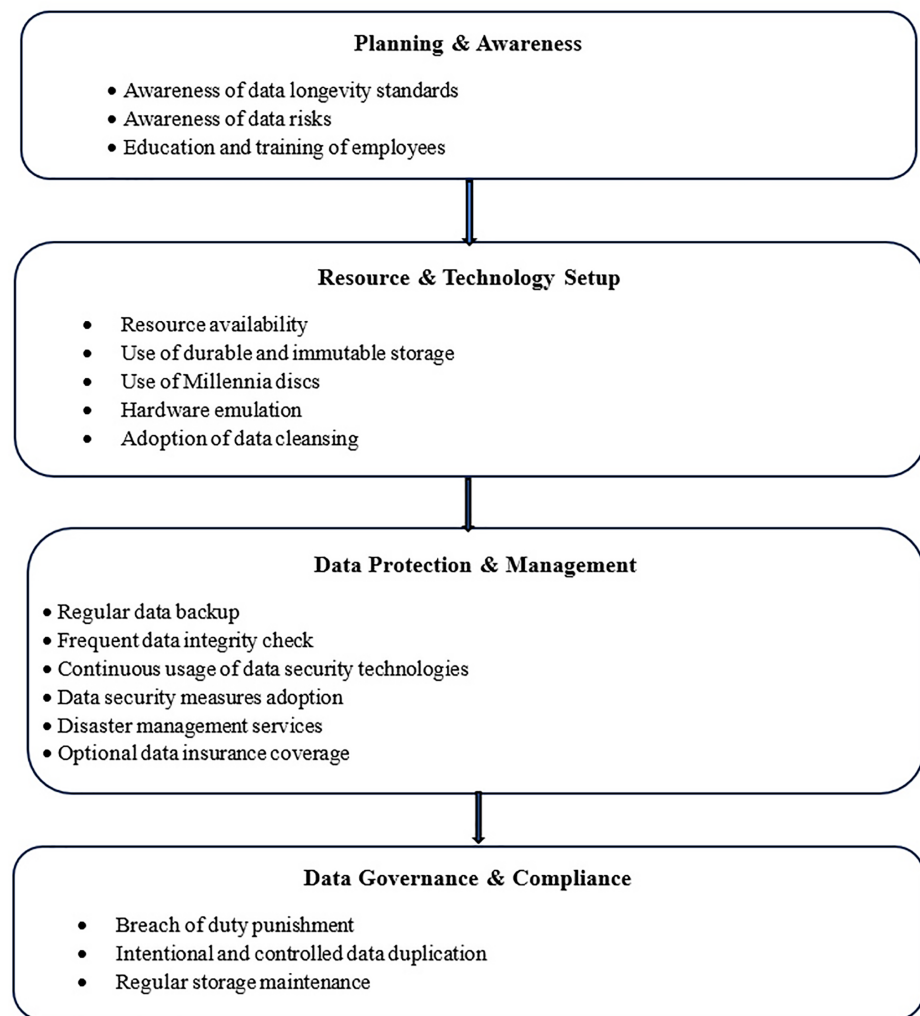 Planning & Awareness
• Awareness of data longevity standards
• Awareness of data risks
• Education and training of employees
Resource & Technology Setup
• Resource availability
• Use of durable and immutable storage
• Use of Millennia discs
• Hardware emulation
• Adoption of data cleansing
Data Protection & Management
• Regular data backup
• Frequent data integrity check
• Continuous usage of data security technologies
• Data security measures adoption
• Disaster management services
• Optional data insurance coverage
Data Governance & Compliance
• Breach of duty punishment
• Intentional and controlled data duplication
• Regular storage maintenance